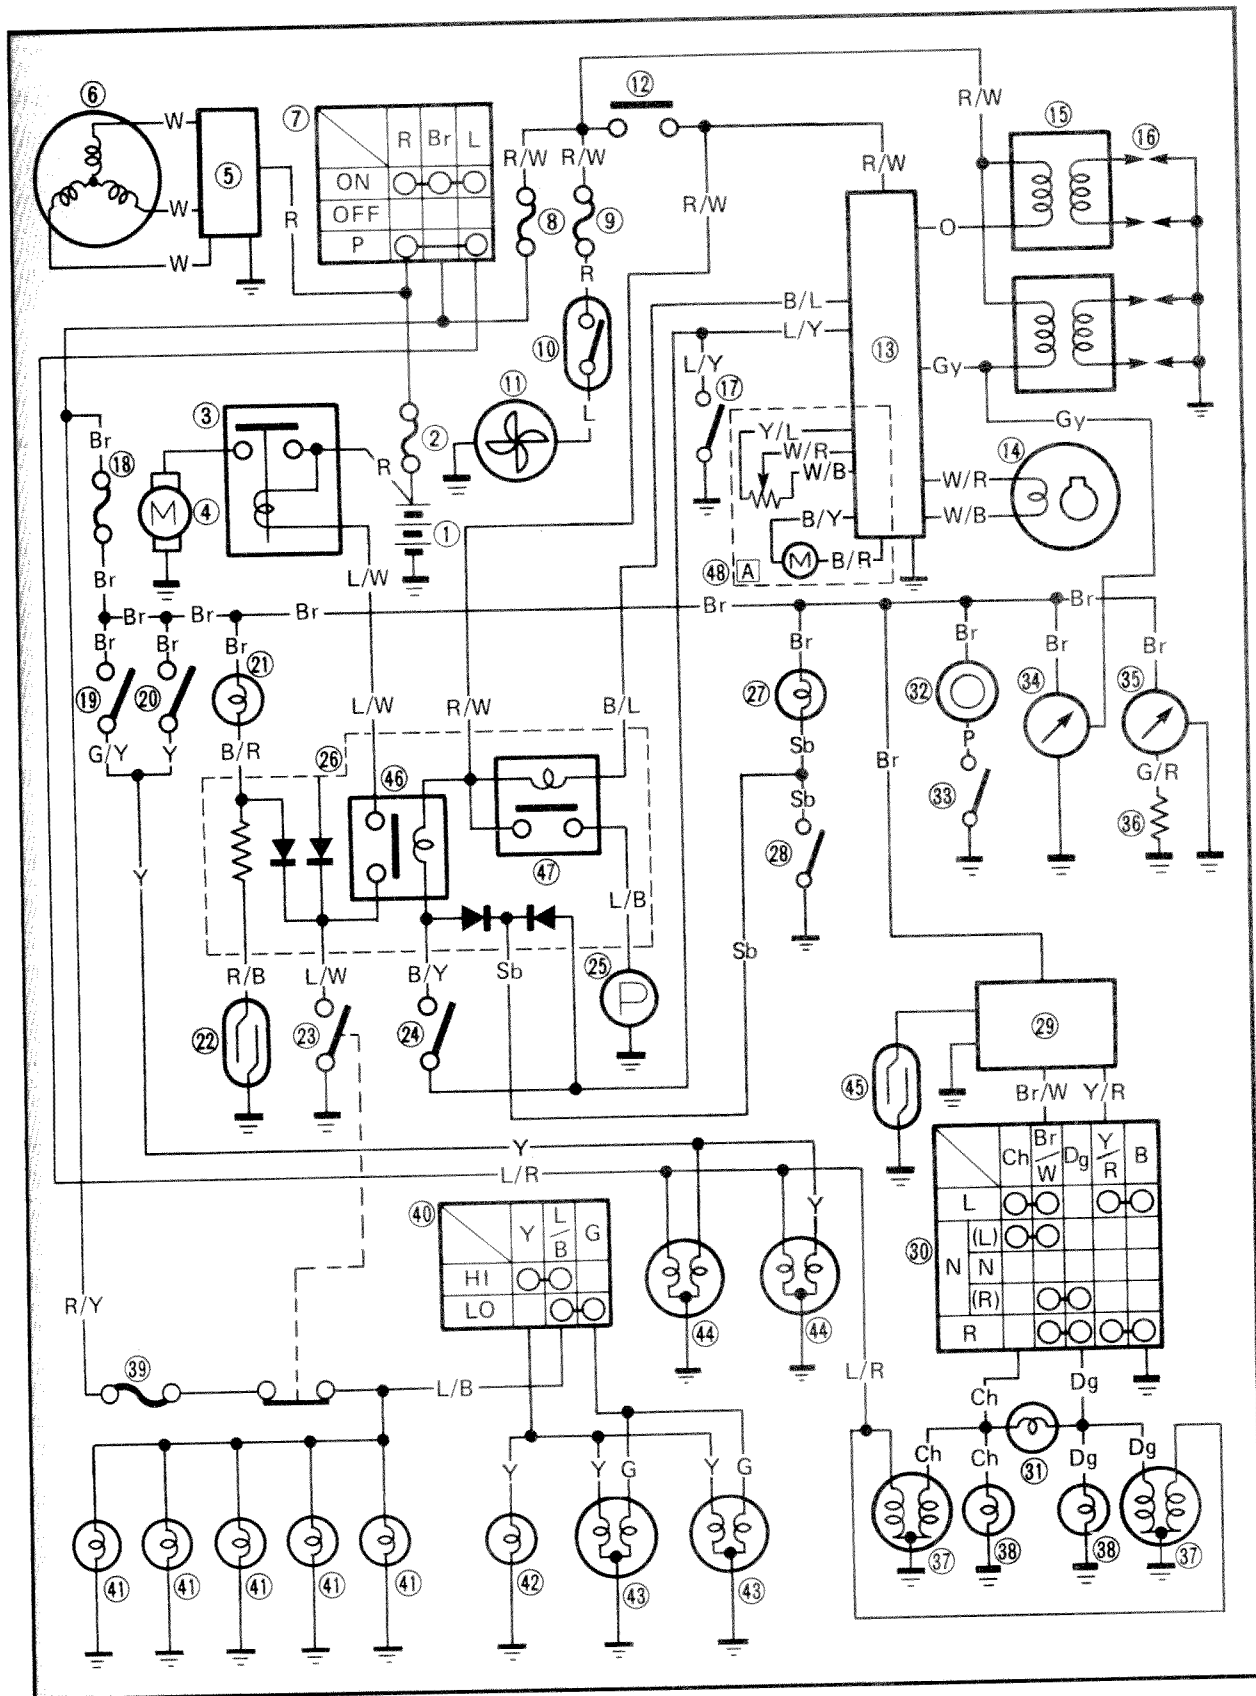 ⑥ W ⑤ W W R
⑦ R Br L
ON
OFF
P
R/W R/W ⑫ R/W ⑮ ⑯
⑧ ⑨ R/W R/W
R O
⑩ B/L
L/Y ⑬
L/Y Gy
③ ② ⑪ L ⑰ Gy
Br R Y/L
⑱ W/R ⑭
④ M W/B W/R
① B/Y W/B
Br L/W ㊽ A M B/R
Br Br Br Br Br
Br Br Br Br Br Br Br
⑲ ⑳ ㉑ L/W R/W B/L ㉗ ㉜ ㉞ ㉟
G/Y Y B/R Sb Br P G/R
㉖ ㊻ Sb ㉝ ㊱
㊼ ㉘
Y L/B
R/B L/W B/Y Sb ㉕ P Sb
㉒ ㉓ ㉔ ㉙
㊺ Br/W Y/R
Y Ch Br/W Dg Y/R B
L/R L
㊵ Y L/B G Y ㉚ N (L)
HI N
LO (R)
R/Y ㊹ ㊹ R
㊴ L/B L/R Ch Dg
Y Y G Y G Ch Ch ㉛ Dg Dg
㊶ ㊶ ㊶ ㊶ ㊶ ㊷ ㊸ ㊸ ㊲ ㊳ ㊳ ㊲